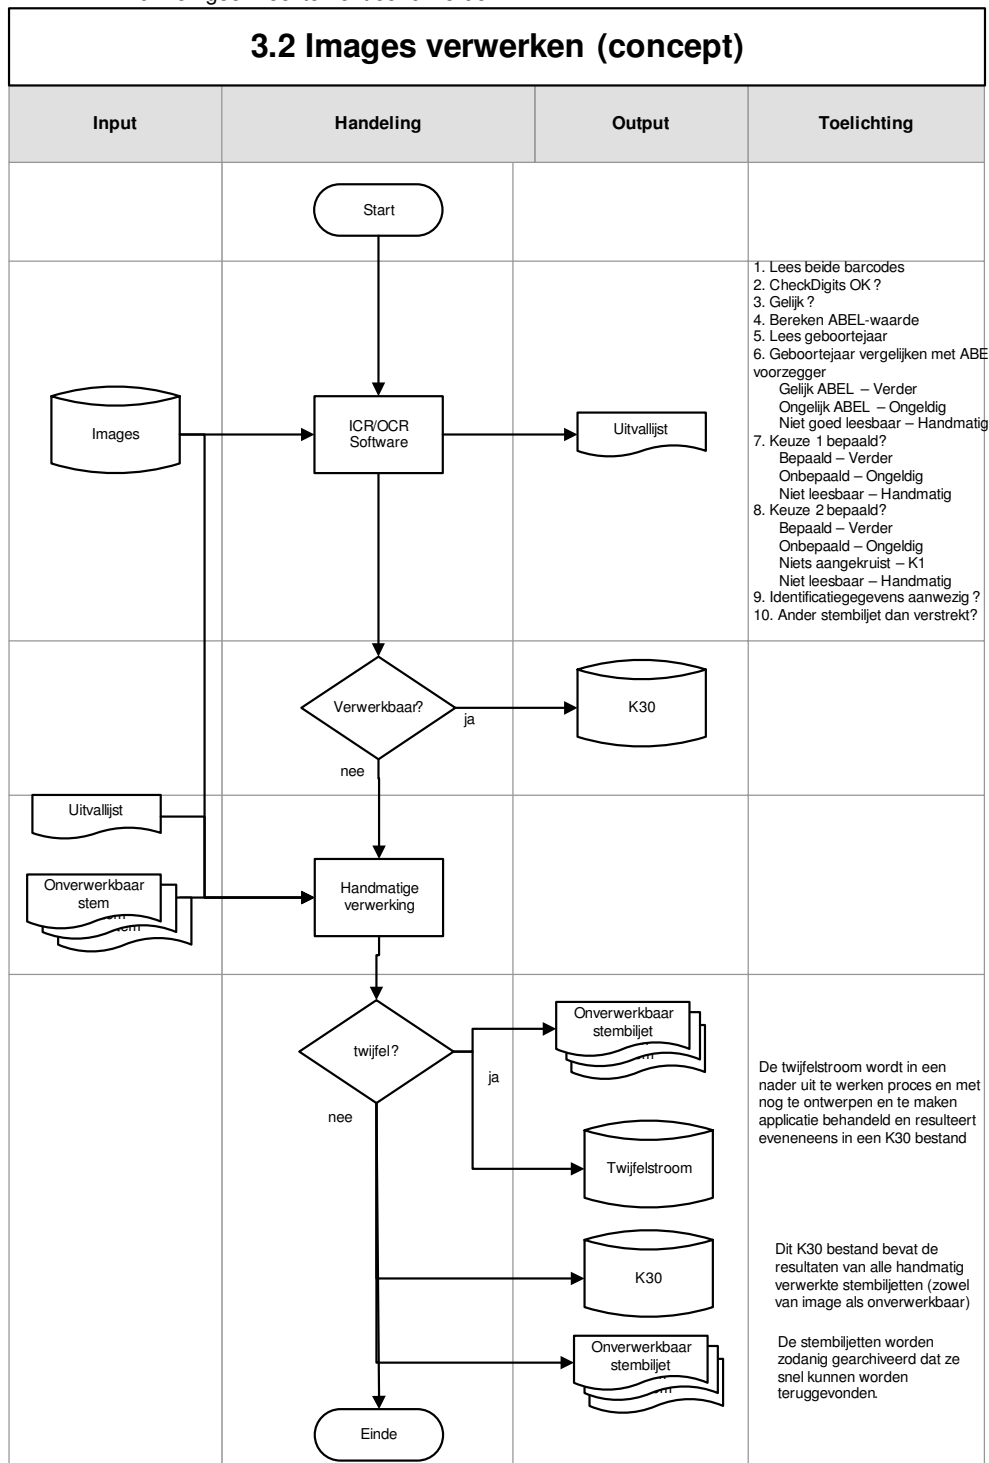 3.2 Images verwerken (concept)
Input
Handeling
Output
Toelichting
Start
1. Lees beide barcodes
2. CheckDigits OK ?
3. Gelijk ?
4. Bereken ABEL-waarde
5. Lees geboortejaar
6. Geboortejaar vergelijken met ABE
voorzegger
Gelijk ABEL – Verder
Ongelijk ABEL – Ongeldig
Niet goed leesbaar – Handmatig
7. Keuze 1 bepaald?
Bepaald – Verder
Onbepaald – Ongeldig
Niet leesbaar – Handmatig
8. Keuze 2 bepaald?
Bepaald – Verder
Onbepaald – Ongeldig
Niets aangekruist – K1
Niet leesbaar – Handmatig
9. Identificatiegegevens aanwezig ?
10. Ander stembiljet dan verstrekt?
Images
ICR/OCR
Software
Uitvallijst
Verwerkbaar?
ja
K30
nee
Uitvallijst
Onverwerkbaar
stem
Handmatige
verwerking
twijfel?
ja
nee
Onverwerkbaar
stembiljet
Twijfelstroom
De twijfelstroom wordt in een
nader uit te werken proces en met
nog te ontwerpen en te maken
applicatie behandeld en resulteert
eveneneens in een K30 bestand
K30
Dit K30 bestand bevat de
resultaten van alle handmatig
verwerkte stembiljetten (zowel
van image als onverwerkbaar)
Onverwerkbaar
stembiljet
De stembiljetten worden
zodanig gearchiveerd dat ze
snel kunnen worden
teruggevonden.
Einde